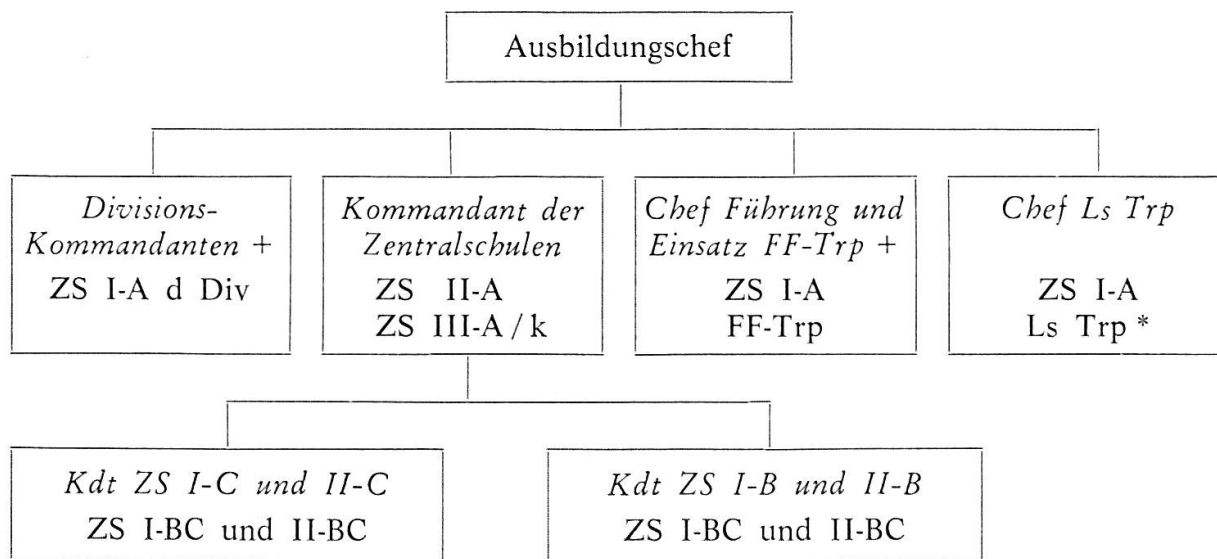 Ausbildungschef
Divisions-
Kommandanten +
ZS I-A d Div
Kommandant der
Zentralschulen
ZS II-A
ZS III-A / k
Chef Führung und
Einsatz FF-Trp +
ZS I-A
FF-Trp
Chef Ls Trp
ZS I-A
Ls Trp *
Kdt ZS I-C und II-C
ZS I-BC und II-BC
Kdt ZS I-B und II-B
ZS I-BC und II-BC